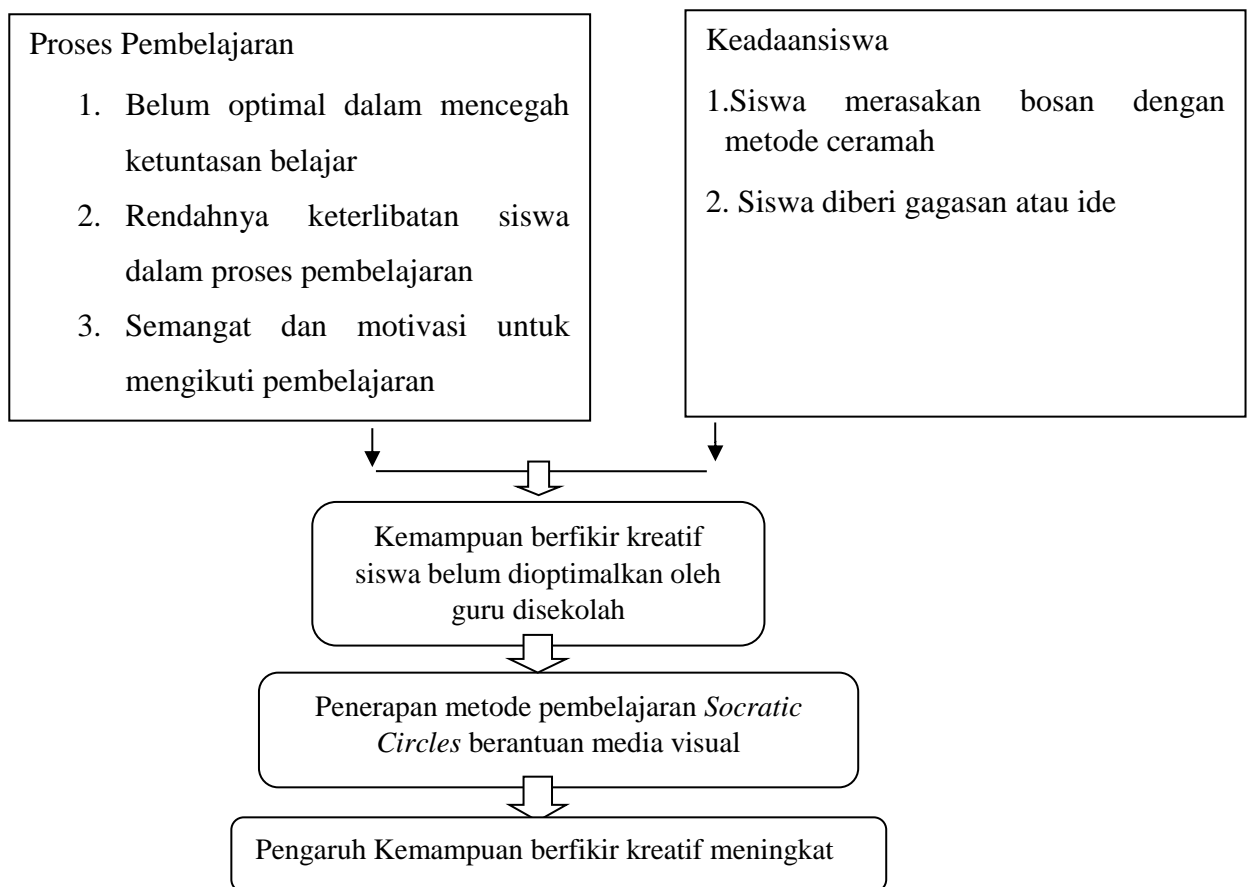 Proses Pembelajaran
1. Belum optimal dalam mencegah
ketuntasan belajar
2. Rendahnya keterlibatan siswa
dalam proses pembelajaran
3. Semangat dan motivasi untuk
mengikuti pembelajaran
Keadaansiswa
1.Siswa merasakan bosan dengan
metode ceramah
2. Siswa diberi gagasan atau ide
Kemampuan berfikir kreatif
siswa belum dioptimalkan oleh
guru disekolah
Penerapan metode pembelajaran Socratic
Circles berantuan media visual
Pengaruh Kemampuan berfikir kreatif meningkat